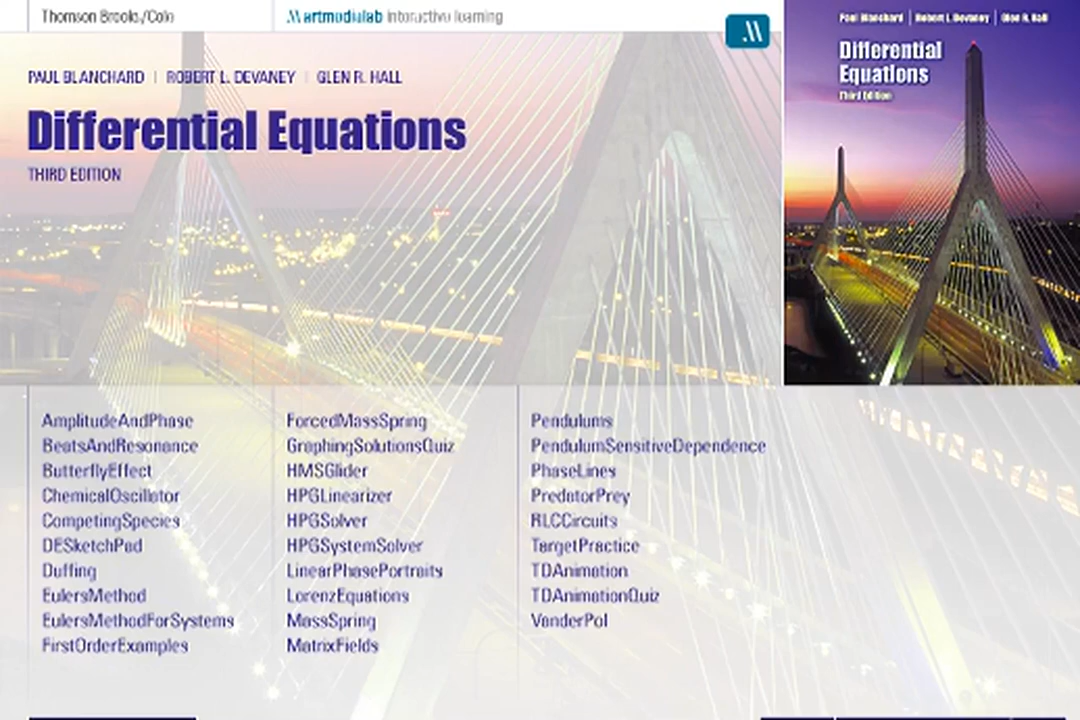 Thomson Brooks/Cole
artmedialab interactive learning
PAUL BLANCHARD | ROBERT L. DEVANEY | GLEN R. HALL
Differential Equations
THIRD EDITION
Paul Blanchard | Robert L. Devaney | Glen R. Hall
Differential
Equations
Third Edition
AmplitudeAndPhase
BeatsAndResonance
ButterflyEffect
ChemicalOscillator
CompetingSpecies
DESketchPad
Duffing
EulersMethod
EulersMethodForSystems
FirstOrderExamples
ForcedMassSpring
GraphingSolutionsQuiz
HMSGlider
HPGLinearizer
HPGSolver
HPGSystemSolver
LinearPhasePortraits
LorenzEquations
MassSpring
MatrixFields
Pendulums
PendulumSensitiveDependence
PhaseLines
PredatorPrey
RLCCircuits
TargetPractice
TDAnimation
TDAnimationQuiz
VanderPol